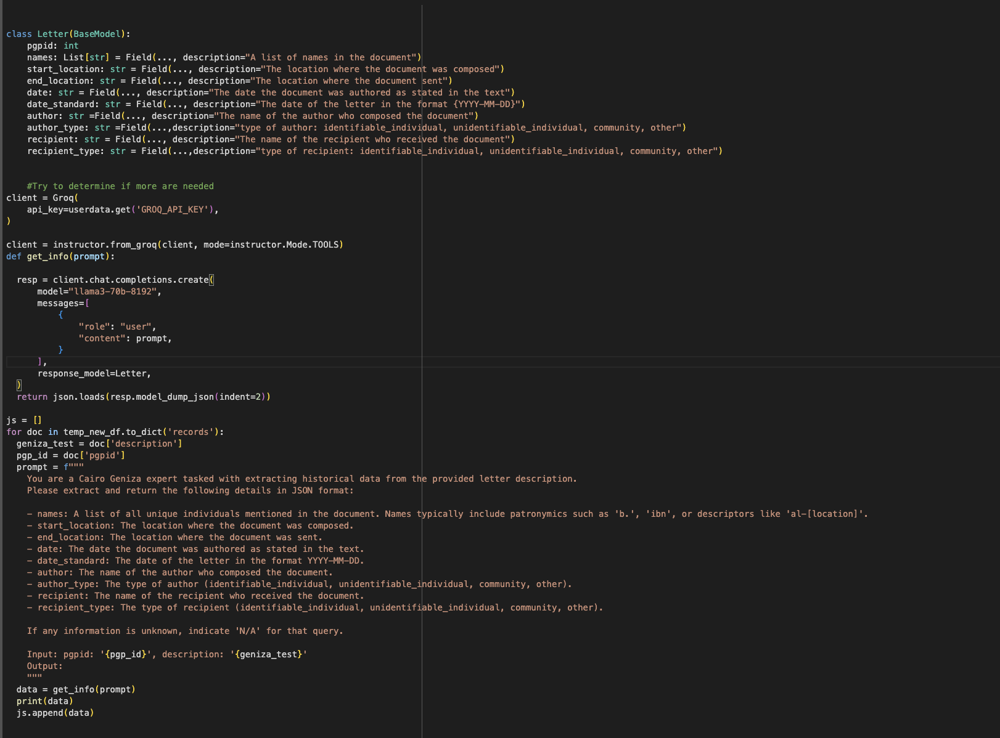 class Letter(BaseModel):
    pgpid: int
    names: List[str] = Field(..., description="A list of names in the document")
    start_location: str = Field(..., description="The location where the document was composed")
    end_location: str = Field(..., description="The location where the document sent")
    date: str = Field(..., description="The date the document was authored as stated in the text")
    date_standard: str = Field(..., description="The date of the letter in the format {YYYY-MM-DD}")
    author: str =Field(..., description="The name of the author who composed the document")
    author_type: str =Field(...,description="type of author: identifiable_individual, unidentifiable_individual, community, other")
    recipient: str = Field(..., description="The name of the recipient who received the document")
    recipient_type: str = Field(...,description="type of recipient: identifiable_individual, unidentifiable_individual, community, other")
    #Try to determine if more are needed
client = Groq(
    api_key=userdata.get('GROQ_API_KEY'),
)
client = instructor.from_groq(client, mode=instructor.Mode.TOOLS)
def get_info(prompt):
  resp = client.chat.completions.create(
      model="llama3-70b-8192",
      messages=[
          {
              "role": "user",
              "content": prompt,
          }
      ],
      response_model=Letter,
  )
  return json.loads(resp.model_dump_json(indent=2))
js = []
for doc in temp_new_df.to_dict('records'):
  geniza_test = doc['description']
  pgp_id = doc['pgpid']
  prompt = f"""
    You are a Cairo Geniza expert tasked with extracting historical data from the provided letter description.
    Please extract and return the following details in JSON format:
    - names: A list of all unique individuals mentioned in the document. Names typically include patronymics such as 'b.', 'ibn', or descriptors like 'al-[location]'.
    - start_location: The location where the document was composed.
    - end_location: The location where the document was sent.
    - date: The date the document was authored as stated in the text.
    - date_standard: The date of the letter in the format YYYY-MM-DD.
    - author: The name of the author who composed the document.
    - author_type: The type of author (identifiable_individual, unidentifiable_individual, community, other).
    - recipient: The name of the recipient who received the document.
    - recipient_type: The type of recipient (identifiable_individual, unidentifiable_individual, community, other).
    If any information is unknown, indicate 'N/A' for that query.
    Input: pgpid: '{pgp_id}', description: '{geniza_test}'
    Output:
    """
  data = get_info(prompt)
  print(data)
  js.append(data)